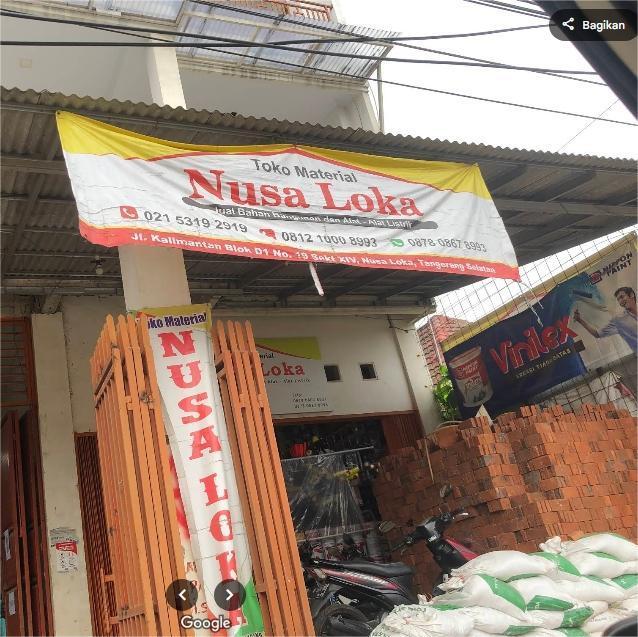 Bagikan
Toko Material
Nusa Loka
Jual Bahan Bangunan dan Alat - Alat Listrik
021 5319 2919
0812 1000 8993
0878 0867 8993
Jl. Kalimantan Blok D1 No. 19 Sekt XIV, Nusa Loka, Tangerang Selatan
NIPPON PAINT
Vinilex
Toko Material
NUSA LOK
Loka
Google